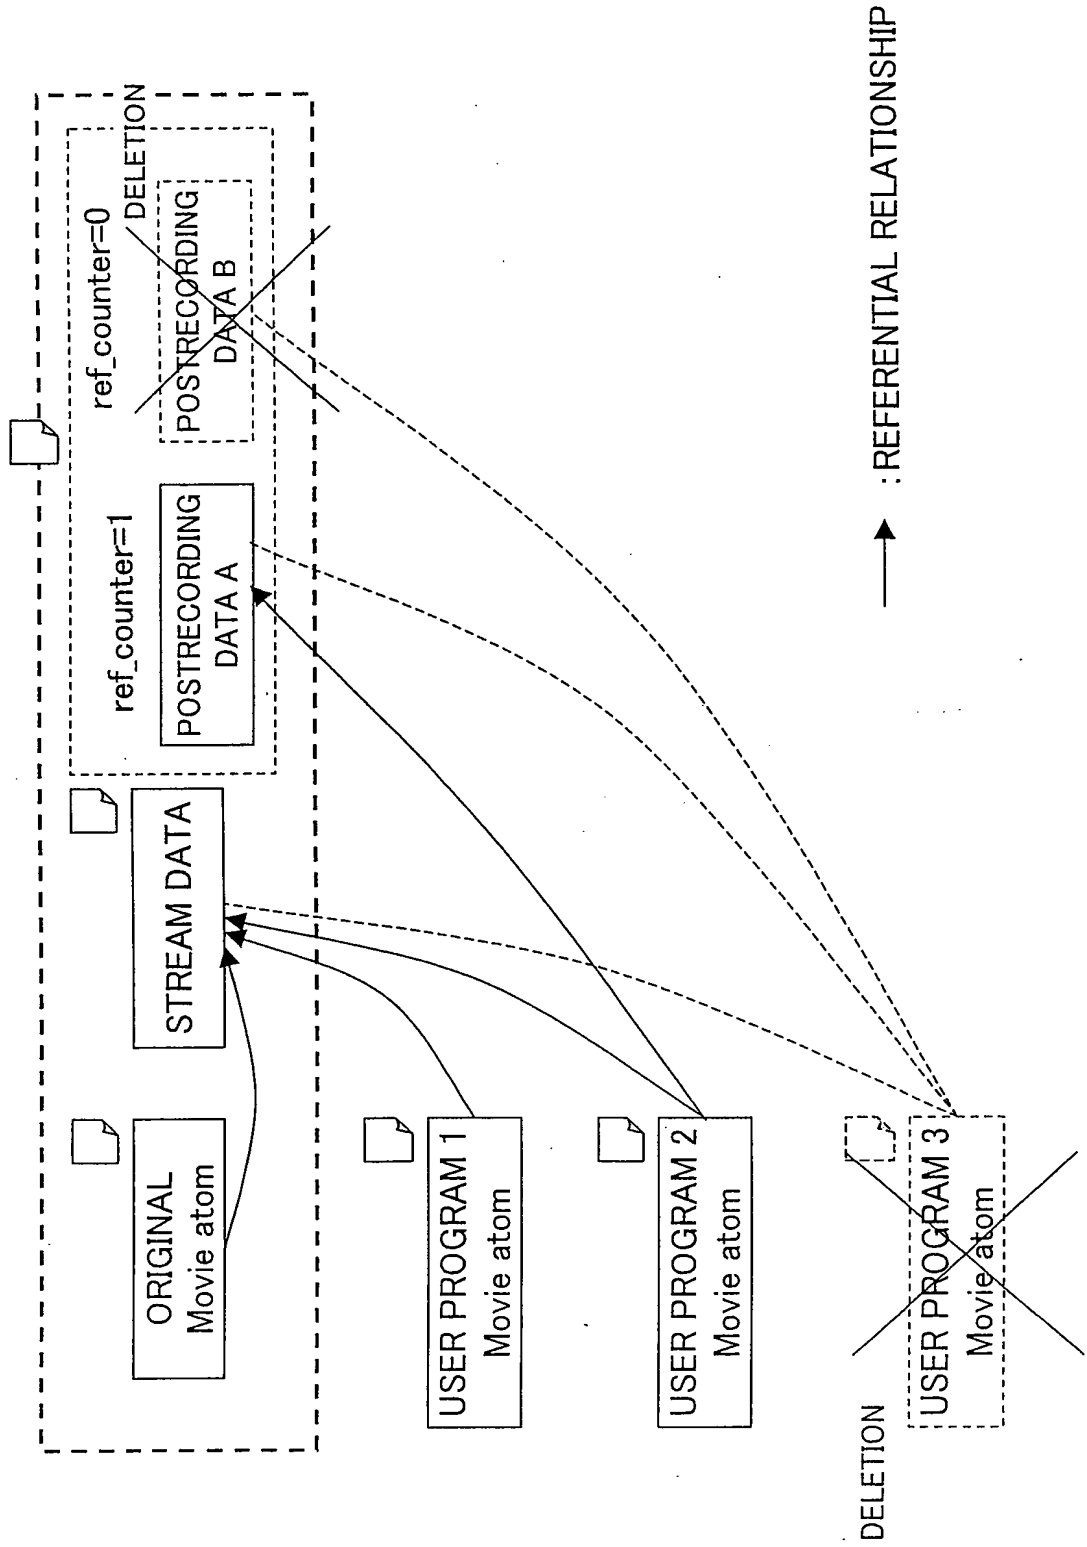 ref_counter=1
ref_counter=0
DELETION
ORIGINAL
Movie atom
STREAM DATA
POSTRECORDING
DATA A
POSTRECORDING
DATA B
USER PROGRAM 1
Movie atom
USER PROGRAM 2
Movie atom
DELETION
USER PROGRAM 3
Movie atom
:REFERENTIAL RELATIONSHIP